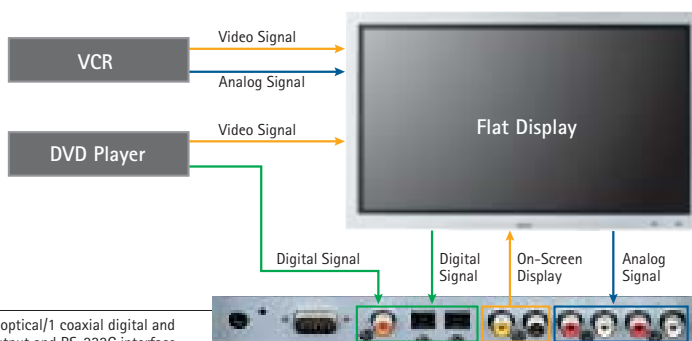 Video Signal
VCR
Analog Signal
Video Signal
Flat Display
DVD Player
Digital Signal
Digital
Signal
On-Screen
Display
Analog
Signal
optical/1 coaxial digital and